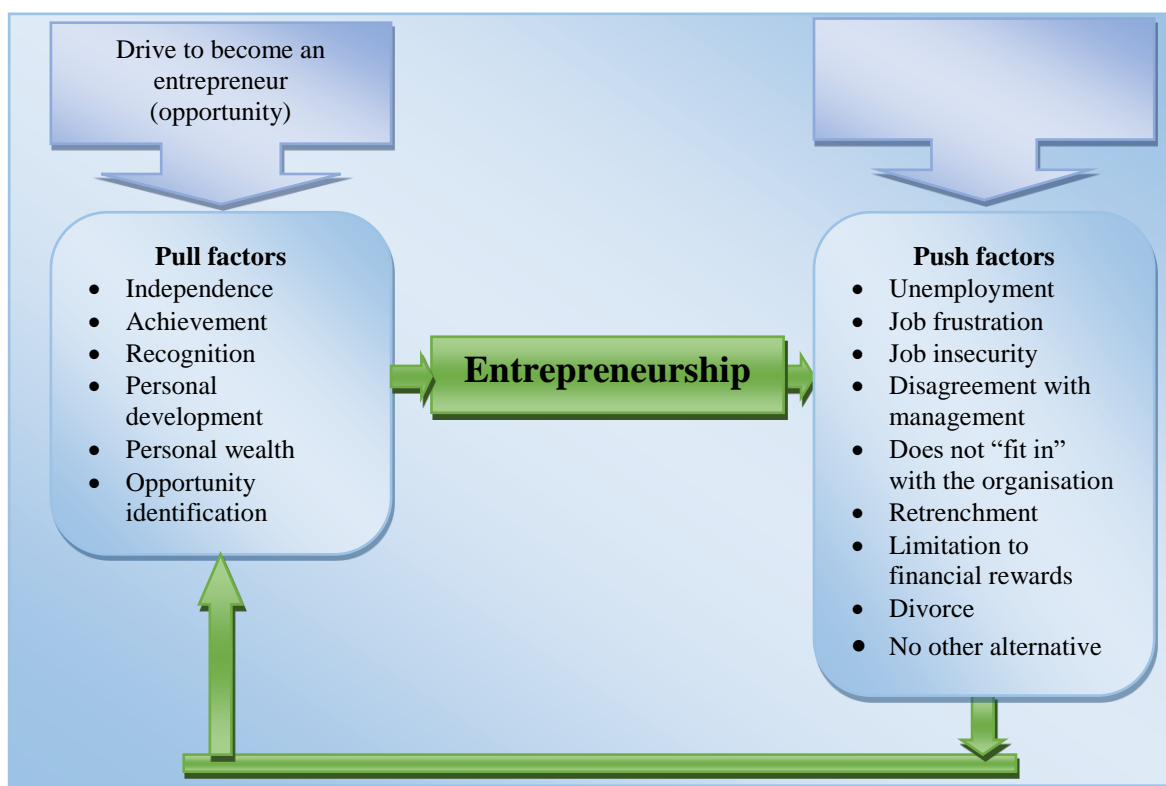 Drive to become an
entrepreneur
(opportunity)
Pull factors
• Independence
• Achievement
• Recognition
• Personal
development
• Personal wealth
• Opportunity
identification
Entrepreneurship
Push factors
• Unemployment
• Job frustration
• Job insecurity
• Disagreement with
management
• Does not “fit in”
with the organisation
• Retrenchment
• Limitation to
financial rewards
• Divorce
• No other alternative